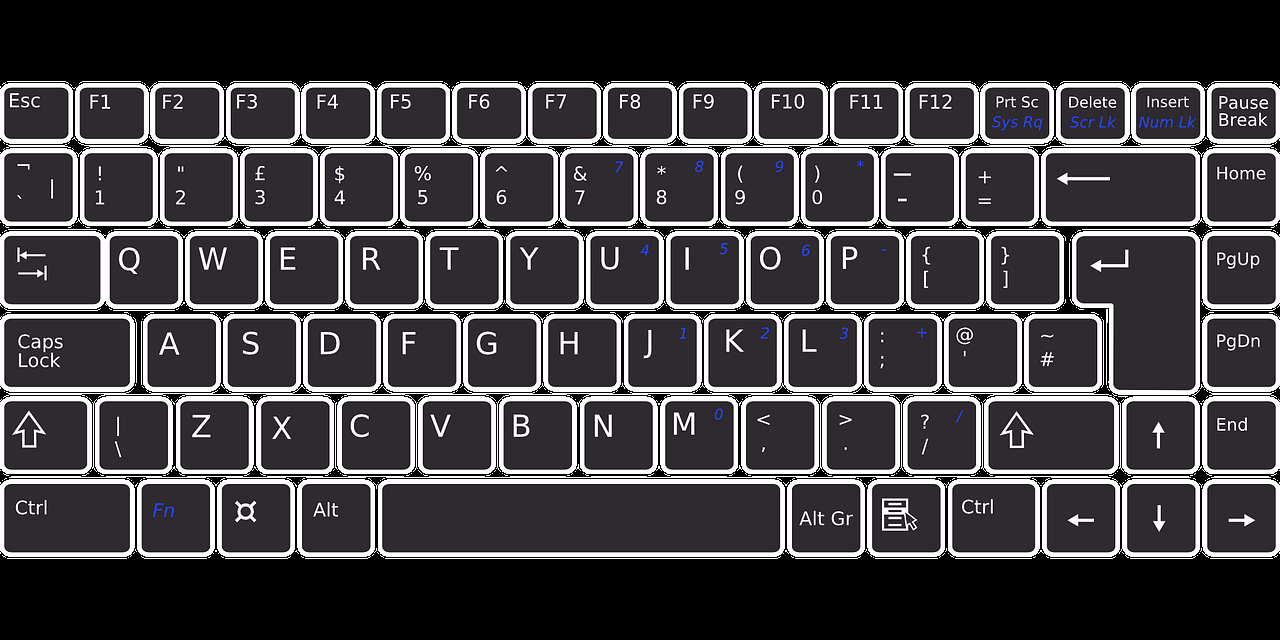 Esc F1 F2 F3 F4 F5 F6 F7 F8 F9 F10 F11 F12 Prt Sc Delete Insert Pause
Sys Rq Scr Lk Num Lk Break
¬ ! " £ $ % ^ & 7 * 8 ( 9 ) * — + Home
` | 1 2 3 4 5 6 7 8 9 0 - =
Q W E R T Y U 4 I 5 O 6 P - { } PgUp
[ ]
Caps A S D F G H J 1 K 2 L 3 : + @ ~ PgDn
Lock ; ' #
| Z X C V B N M 0 < > ? / End
\ , . /
Ctrl Fn ¤ Alt Alt Gr Ctrl